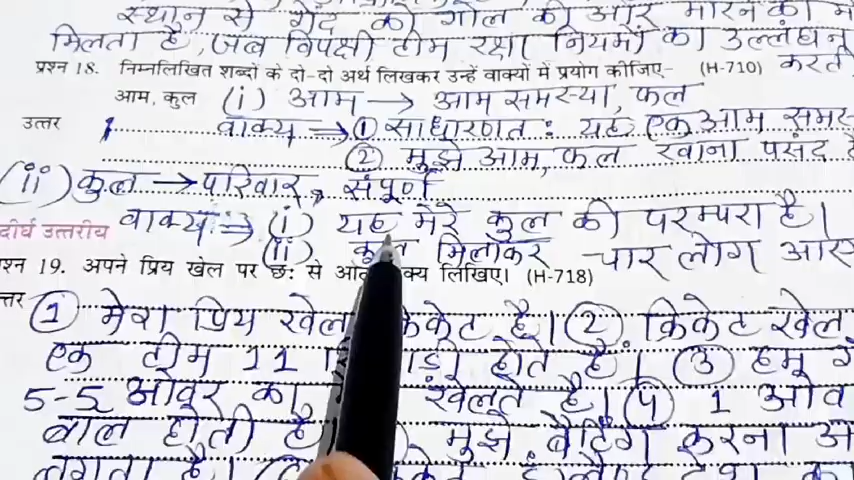 स्थान से गेंद को गोल की ओर मारने का
मिलता है, जब विपक्षी टीम रक्षा नियमों का उल्लंघन
करते
प्रश्न 18. निम्नलिखित शब्दों के दो-दो अर्थ लिखकर उन्हें वाक्यों में प्रयोग कीजिए- (H-710)
आम, कुल (i) आम → आम समस्या, फल
उत्तर वाक्य ⇒ ① साधारणत: यह एक आम समस्
② मुझे आम, फल खाना पसंद है
(ii) कुल → परिवार, संपूर्ण
वाक्य ⇒ (i) यह मेरे कुल की परम्परा है।
दीर्घ उत्तरीय (ii) कुल मिलाकर चार लोग आए
प्रश्न 19. अपने प्रिय खेल पर छः से वाक्य लिखिए। (H-718)
① मेरा प्रिय खेल क्रिकेट है। ② क्रिकेट खेल
एक टीम 11 होते है। ③ हम
5-5 ओवर का खेलते है। ④ 1 ओव
बाल होती है। मुझे बैटिंग करना अ
लगता है।